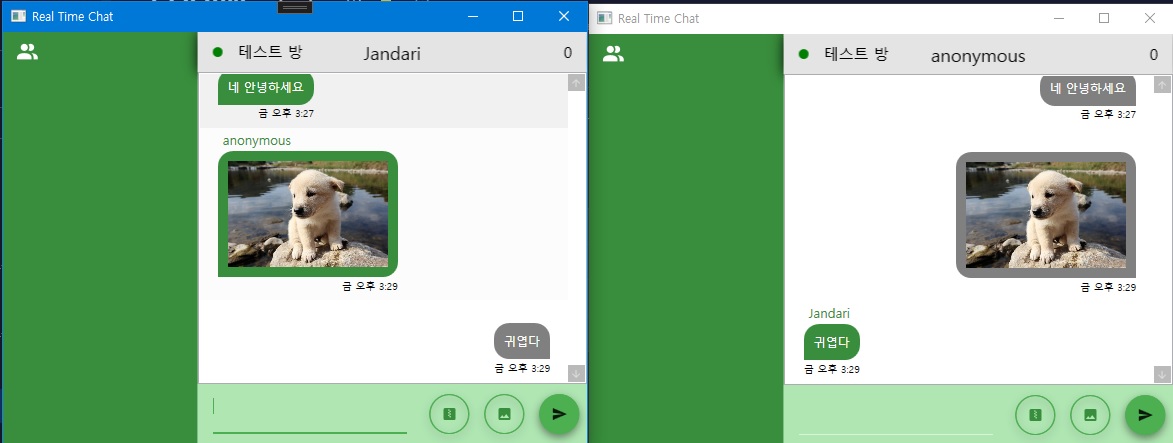 Real Time Chat
테스트 방 Jandari 0
네 안녕하세요
금 오후 3:27
anonymous
금 오후 3:29
귀엽다
금 오후 3:29
Real Time Chat
테스트 방 anonymous 0
네 안녕하세요
금 오후 3:27
금 오후 3:29
Jandari
귀엽다
금 오후 3:29